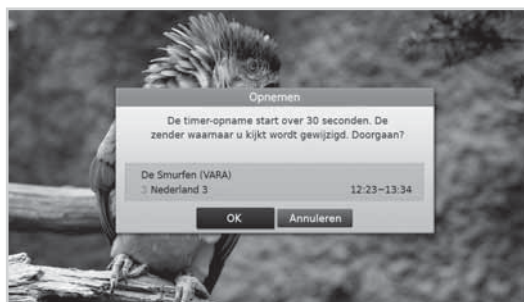 Opnemen
De timer-opname start over 30 seconden. De
zender waarnaar u kijkt wordt gewijzigd. Doorgaan?
De Smurfen (VARA)
3 Nederland 3 12:23~13:34
OK Annuleren